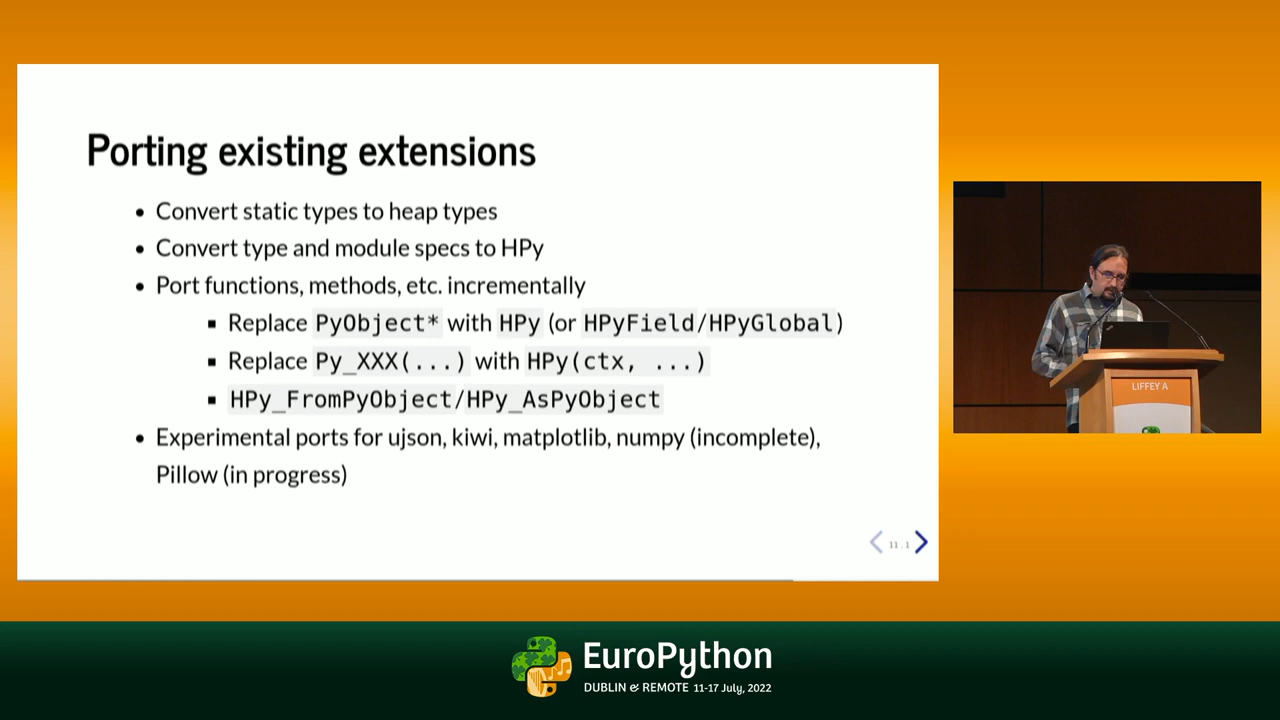 Porting existing extensions
Convert static types to heap types
Convert type and module specs to HPy
Port functions, methods, etc. incrementally
Replace PyObject* with HPy (or HPyField/HPyGlobal)
Replace Py_XXX(...) with HPy(ctx, ...)
HPy_FromPyObject/HPy_AsPyObject
Experimental ports for ujson, kiwi, matplotlib, numpy (incomplete),
Pillow (in progress)
11.1
LIFFEY A
EuroPython
DUBLIN & REMOTE 11-17 July, 2022